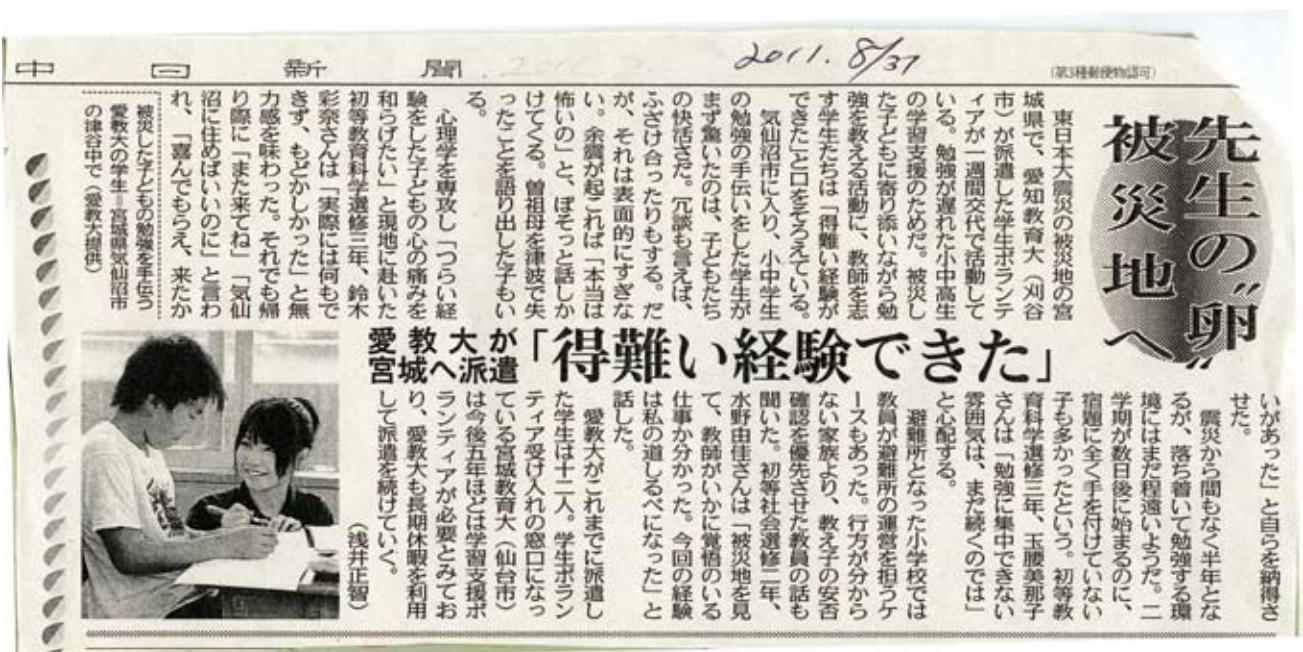 中日新聞
2011. 8/31
(第3種郵便物認可)
先生の“卵”
被災地へ
愛教大が
宮城へ派遣
「得難い経験できた」
東日本大震災の被災地の宮
城県で、愛知教育大(刈谷
市)が派遣した学生ボランテ
ィアが一週間交代で活動して
いる。勉強が遅れた小中高生
の学習支援のためだ。被災し
た子どもに寄り添いながら勉
強を教える活動に、教師を志
す学生たちは「得難い経験が
できた」と口をそろえている。
気仙沼市に入り、小中学生
の勉強の手伝いをした学生が
まず驚いたのは、子どもたち
の快活さだ。冗談も言えば、
ふざけ合ったりもする。だ
が、それは表面的にすぎな
い。余震が起これば「本当は
怖いの」と、ぼそっと話しか
けてくる。曽祖母を津波で失
ったことを語り出した子もい
る。
心理学を専攻し「つらい経
験をした子どもの心の痛みを
和らげたい」と現地に赴いた
初等教育科学選修三年、鈴木
彩奈さんは「実際には何もで
きず、もどかしかった」と無
力感を味わった。それでも帰
り際に「また来てね」「気仙
沼に住めばいいのに」と言わ
れ、「喜んでもらえ、来たか
いがあった」と自らを納得さ
せた。
震災から間もなく半年とな
るが、落ち着いて勉強する環
境にはまだ程遠いようだ。二
学期が数日後に始まるのに、
宿題に全く手を付けていない
子も多かったという。初等教
育科学選修三年、玉腰美那子
さんは「勉強に集中できない
雰囲気は、まだ続くのでは」
と心配する。
避難所となった小学校では
教員が避難所の運営を担うケ
ースもあった。行方が分から
ない家族より、教え子の安否
確認を優先させた教員の話も
聞いた。初等社会選修二年、
水野由佳さんは「被災地を見
て、教師がいかに覚悟のいる
仕事か分かった。今回の経験
は私の道しるべになった」と
話した。
愛教大がこれまでに派遣し
た学生は十二人。学生ボラン
ティア受け入れの窓口になっ
ている宮城教育大(仙台市)
は今後五年ほどは学習支援ボ
ランティアが必要とみてお
り、愛教大も長期休暇を利用
して派遣を続けていく。
(浅井正智)
被災した子どもの勉強を手伝う
愛教大の学生=宮城県気仙沼市
の津谷中で(愛教大提供)